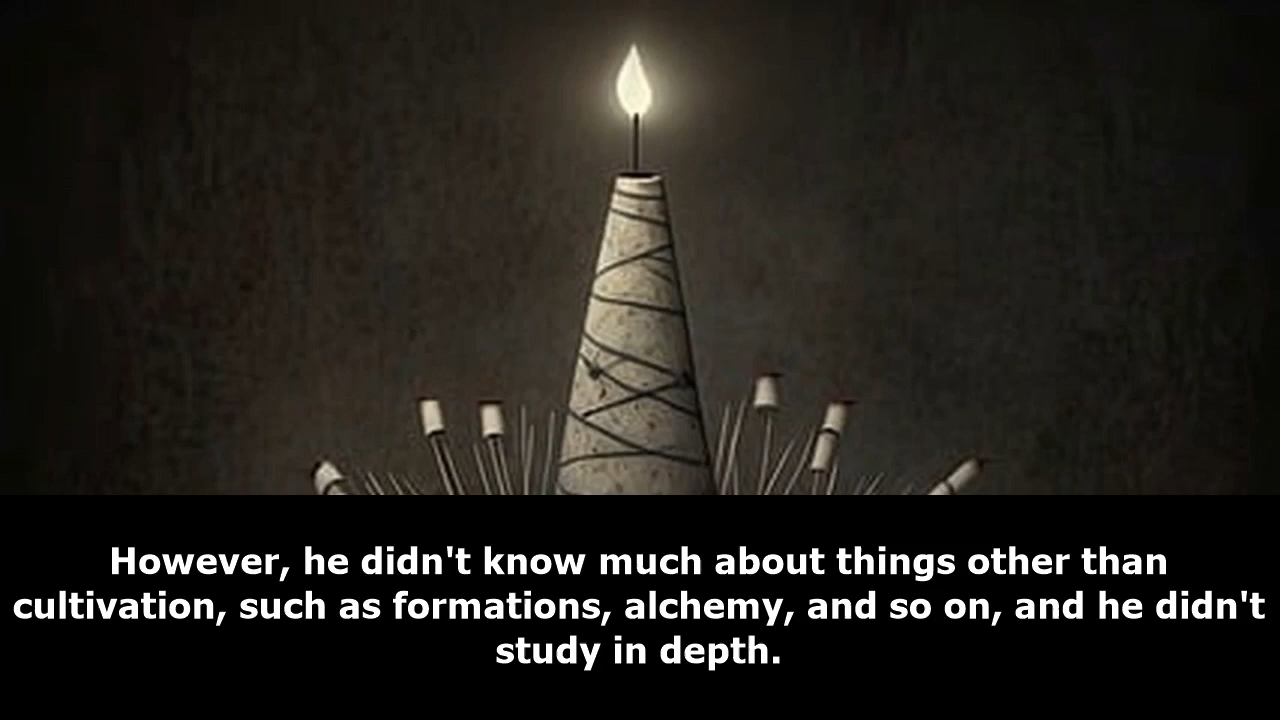 However, he didn't know much about things other than
cultivation, such as formations, alchemy, and so on, and he didn't
study in depth.